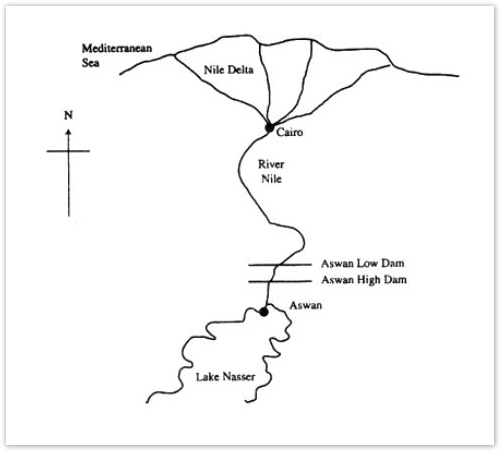 Mediterranean
Sea
Nile Delta
N
Cairo
River
Nile
Aswan Low Dam
Aswan High Dam
Aswan
Lake Nasser